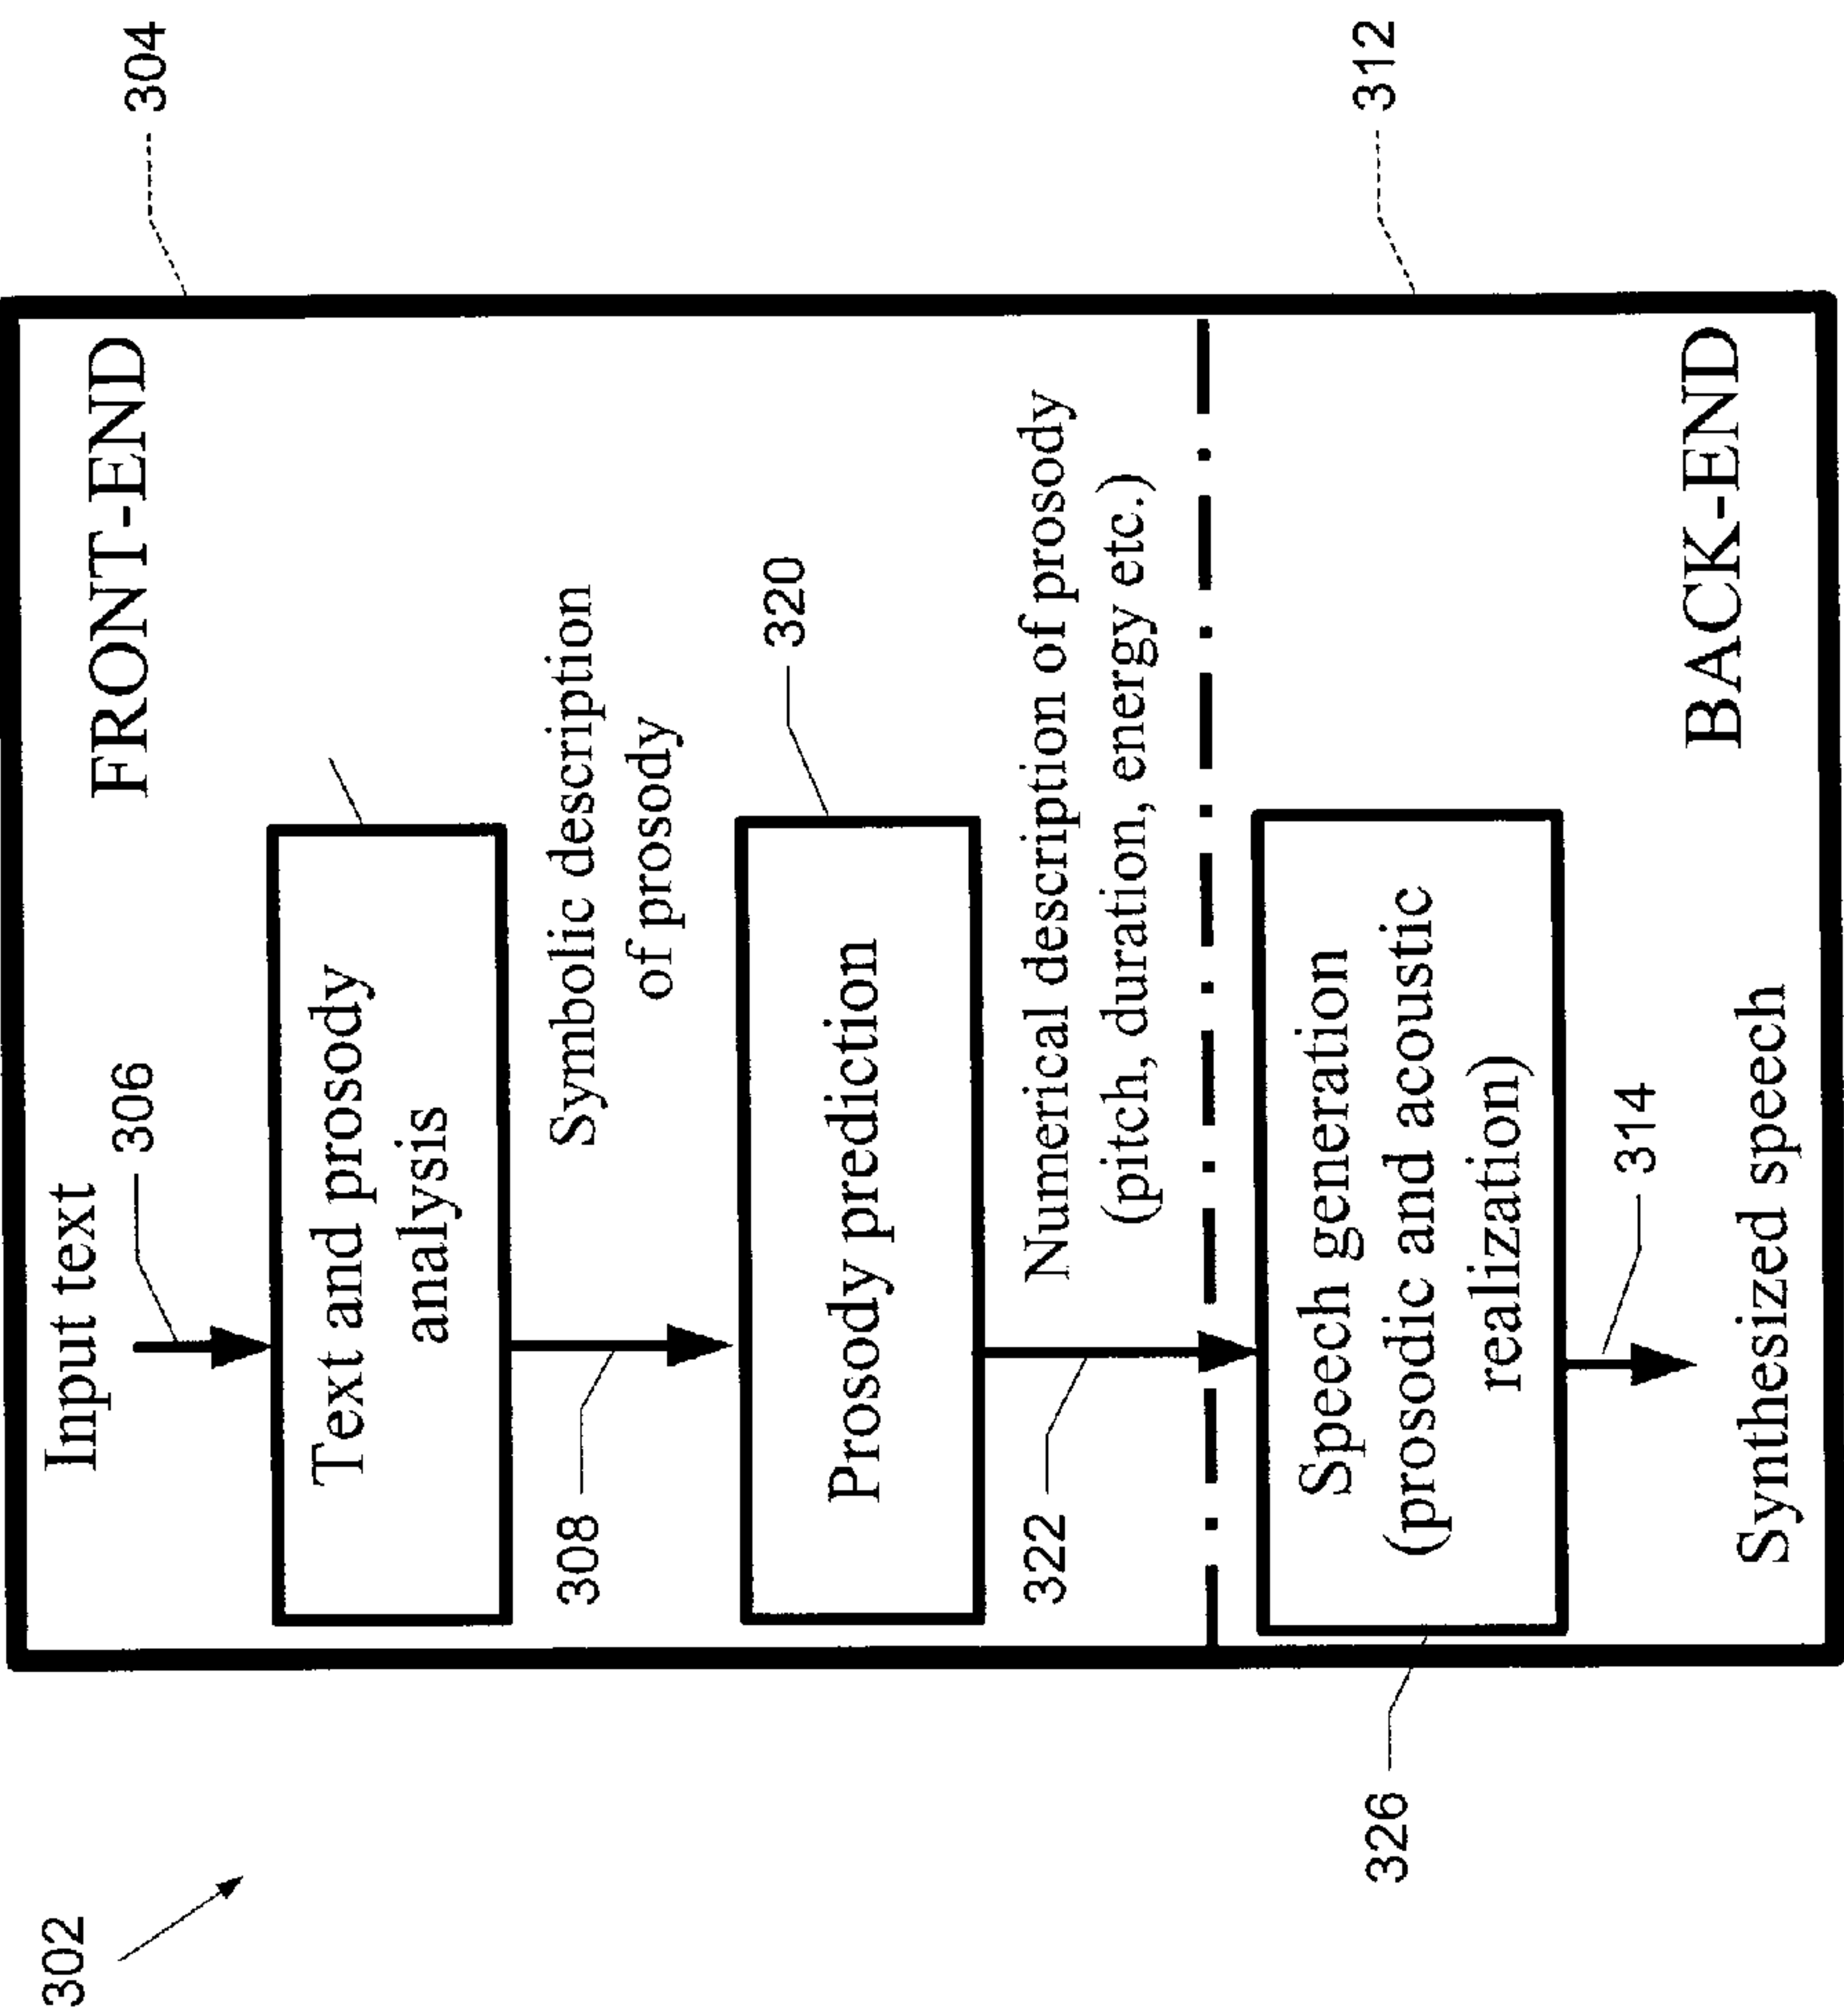 302
304
Input text
306
FRONT-END
Text and prosody
analysis
308
Symbolic description
of prosody
320
Prosody prediction
322
Numerical description of prosody
(pitch, duration, energy etc.)
312
326
Speech generation
(prosodic and acoustic
realization)
314
BACK-END
Synthesized speech